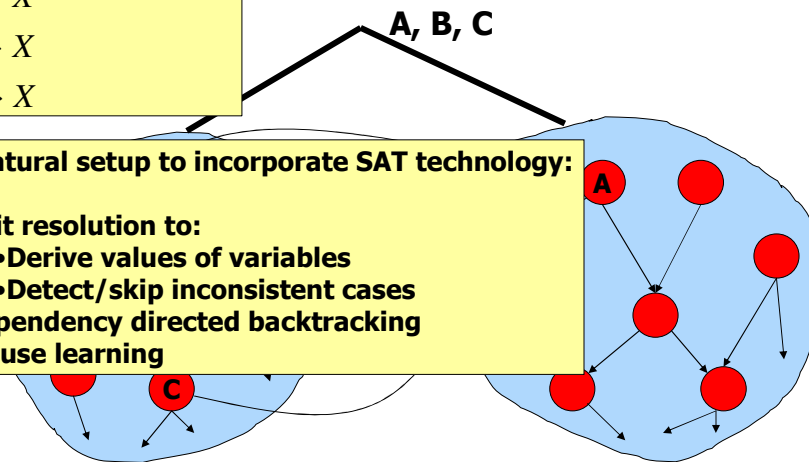 X
A, B, C
X
X
atural setup to incorporate SAT technology:
A
it resolution to:
•Derive values of variables
•Detect/skip inconsistent cases
pendency directed backtracking
use learning
C